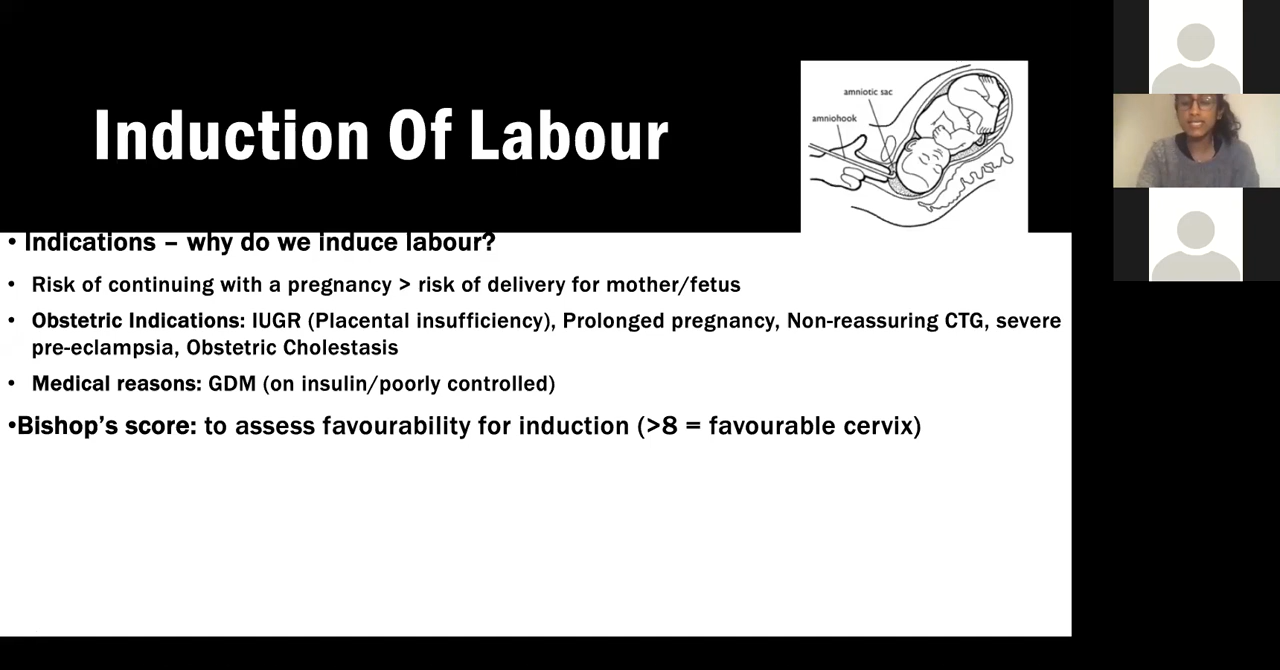 Induction Of Labour
amniotic sac
amniohook
• Indications – why do we induce labour?
• Risk of continuing with a pregnancy > risk of delivery for mother/fetus
• Obstetric Indications: IUGR (Placental insufficiency), Prolonged pregnancy, Non-reassuring CTG, severe
pre-eclampsia, Obstetric Cholestasis
• Medical reasons: GDM (on insulin/poorly controlled)
•Bishop’s score: to assess favourability for induction (>8 = favourable cervix)